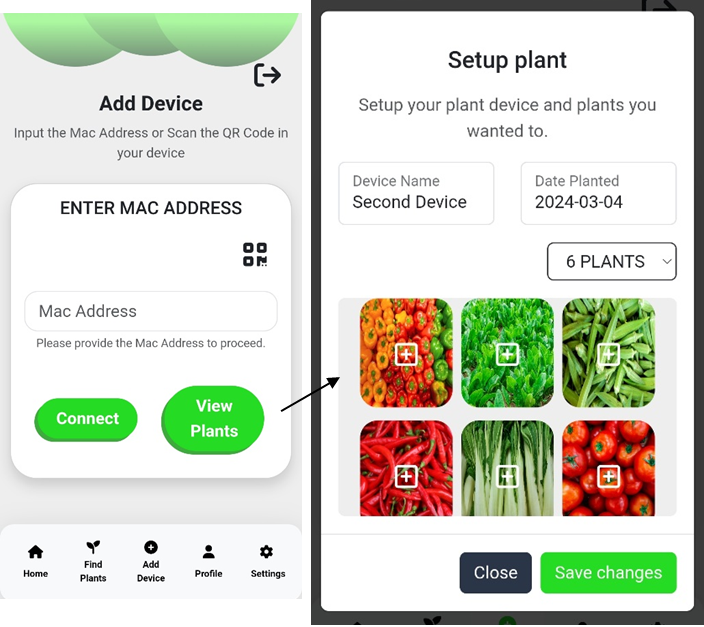 Add Device
Input the Mac Address or Scan the QR Code in
your device
ENTER MAC ADDRESS
Mac Address
Please provide the Mac Address to proceed.
Connect
View
Plants
Home
Find
Plants
Add
Device
Profile
Settings
Setup plant
Setup your plant device and plants you
wanted to.
Device Name
Second Device
Date Planted
2024-03-04
6 PLANTS
Close
Save changes